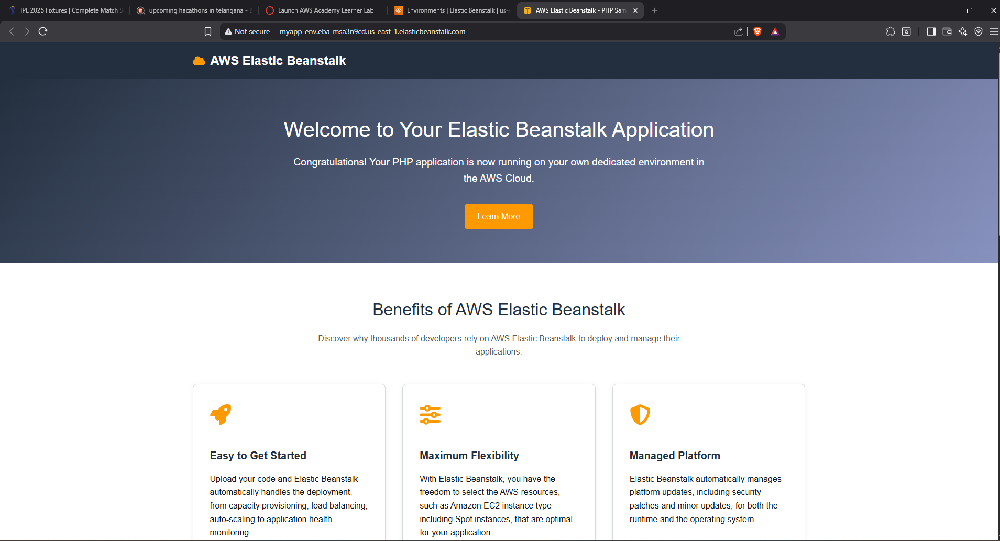 IPL 2026 Fixtures | Complete Match S
upcoming hacathons in telangana - B
Launch AWS Academy Learner Lab
Environments | Elastic Beanstalk | us-e
AWS Elastic Beanstalk - PHP Sam
Not secure
myapp-env.eba-msa3n9cd.us-east-1.elasticbeanstalk.com
AWS Elastic Beanstalk
Welcome to Your Elastic Beanstalk Application
Congratulations! Your PHP application is now running on your own dedicated environment in
the AWS Cloud.
Learn More
Benefits of AWS Elastic Beanstalk
Discover why thousands of developers rely on AWS Elastic Beanstalk to deploy and manage their
applications.
Easy to Get Started
Upload your code and Elastic Beanstalk
automatically handles the deployment,
from capacity provisioning, load balancing,
auto-scaling to application health
monitoring.
Maximum Flexibility
With Elastic Beanstalk, you have the
freedom to select the AWS resources,
such as Amazon EC2 instance type
including Spot instances, that are optimal
for your application.
Managed Platform
Elastic Beanstalk automatically manages
platform updates, including security
patches and minor updates, for both the
runtime and the operating system.